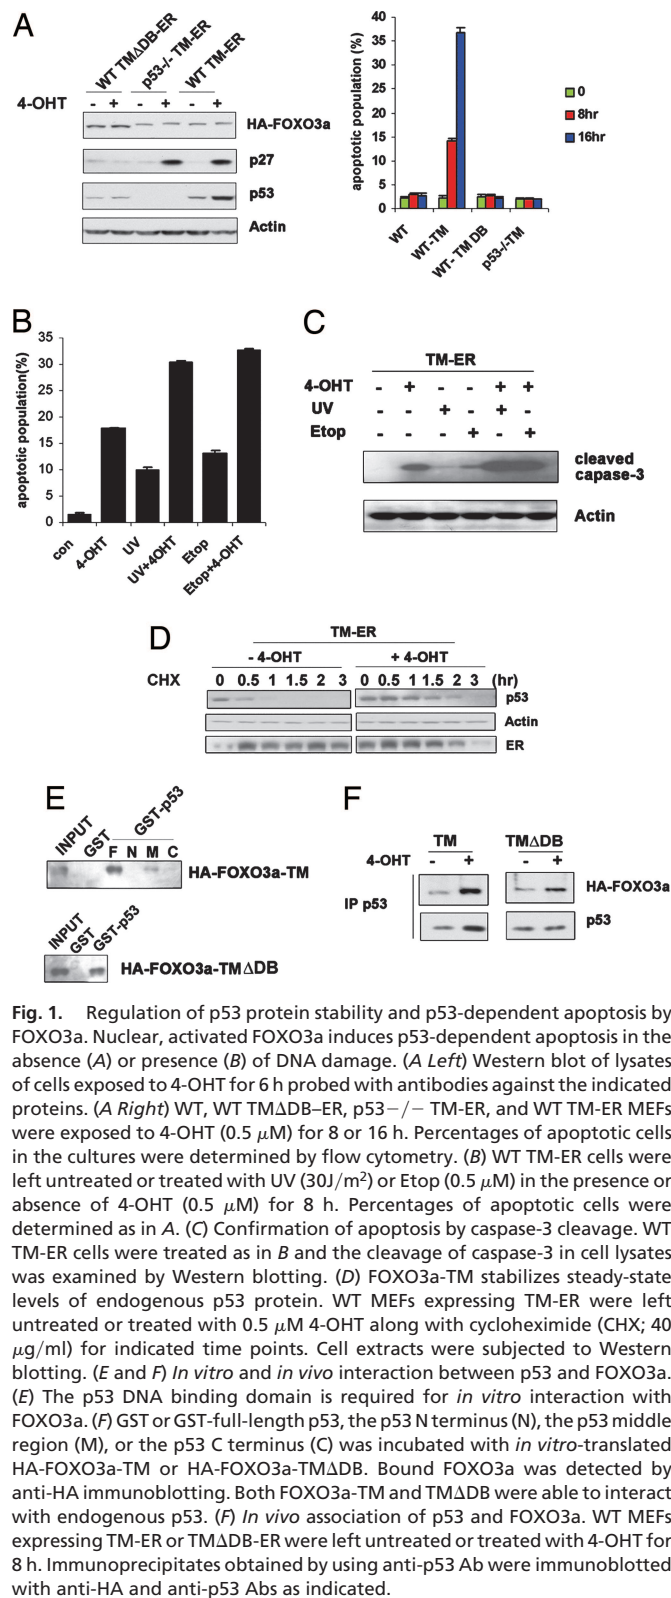 A
WT TMΔDB-ER
p53-/- TM-ER
WT TM-ER
4-OHT
- + - + - +
HA-FOXO3a
p27
p53
Actin
apoptotic population (%)
40
35
30
25
20
15
10
5
0
WT
WT-TM
WT- TM DB
p53-/-TM
0
8hr
16hr
B
apoptotic population(%)
35
30
25
20
15
10
5
0
con
4-OHT
UV
UV+4OHT
Etop
Etop+4-OHT
C
TM-ER
4-OHT - + - - + +
UV - - + - + -
Etop - - - + - +
cleaved
capase-3
Actin
D
TM-ER
- 4-OHT + 4-OHT
CHX 0 0.5 1 1.5 2 3 0 0.5 1 1.5 2 3 (hr)
p53
Actin
ER
E
INPUT
GST
GST-p53
F N M C
HA-FOXO3a-TM
INPUT
GST
GST-p53
HA-FOXO3a-TMΔDB
F
TM TMΔDB
4-OHT - + - +
IP p53
HA-FOXO3a
p53
Fig. 1. Regulation of p53 protein stability and p53-dependent apoptosis by
FOXO3a. Nuclear, activated FOXO3a induces p53-dependent apoptosis in the
absence (A) or presence (B) of DNA damage. (A Left) Western blot of lysates
of cells exposed to 4-OHT for 6 h probed with antibodies against the indicated
proteins. (A Right) WT, WT TMΔDB–ER, p53−/− TM-ER, and WT TM-ER MEFs
were exposed to 4-OHT (0.5 μM) for 8 or 16 h. Percentages of apoptotic cells
in the cultures were determined by flow cytometry. (B) WT TM-ER cells were
left untreated or treated with UV (30J/m²) or Etop (0.5 μM) in the presence or
absence of 4-OHT (0.5 μM) for 8 h. Percentages of apoptotic cells were
determined as in A. (C) Confirmation of apoptosis by caspase-3 cleavage. WT
TM-ER cells were treated as in B and the cleavage of caspase-3 in cell lysates
was examined by Western blotting. (D) FOXO3a-TM stabilizes steady-state
levels of endogenous p53 protein. WT MEFs expressing TM-ER were left
untreated or treated with 0.5 μM 4-OHT along with cycloheximide (CHX; 40
μg/ml) for indicated time points. Cell extracts were subjected to Western
blotting. (E and F) In vitro and in vivo interaction between p53 and FOXO3a.
(E) The p53 DNA binding domain is required for in vitro interaction with
FOXO3a. (F) GST or GST-full-length p53, the p53 N terminus (N), the p53 middle
region (M), or the p53 C terminus (C) was incubated with in vitro-translated
HA-FOXO3a-TM or HA-FOXO3a-TMΔDB. Bound FOXO3a was detected by
anti-HA immunoblotting. Both FOXO3a-TM and TMΔDB were able to interact
with endogenous p53. (F) In vivo association of p53 and FOXO3a. WT MEFs
expressing TM-ER or TMΔDB-ER were left untreated or treated with 4-OHT for
8 h. Immunoprecipitates obtained by using anti-p53 Ab were immunoblotted
with anti-HA and anti-p53 Abs as indicated.